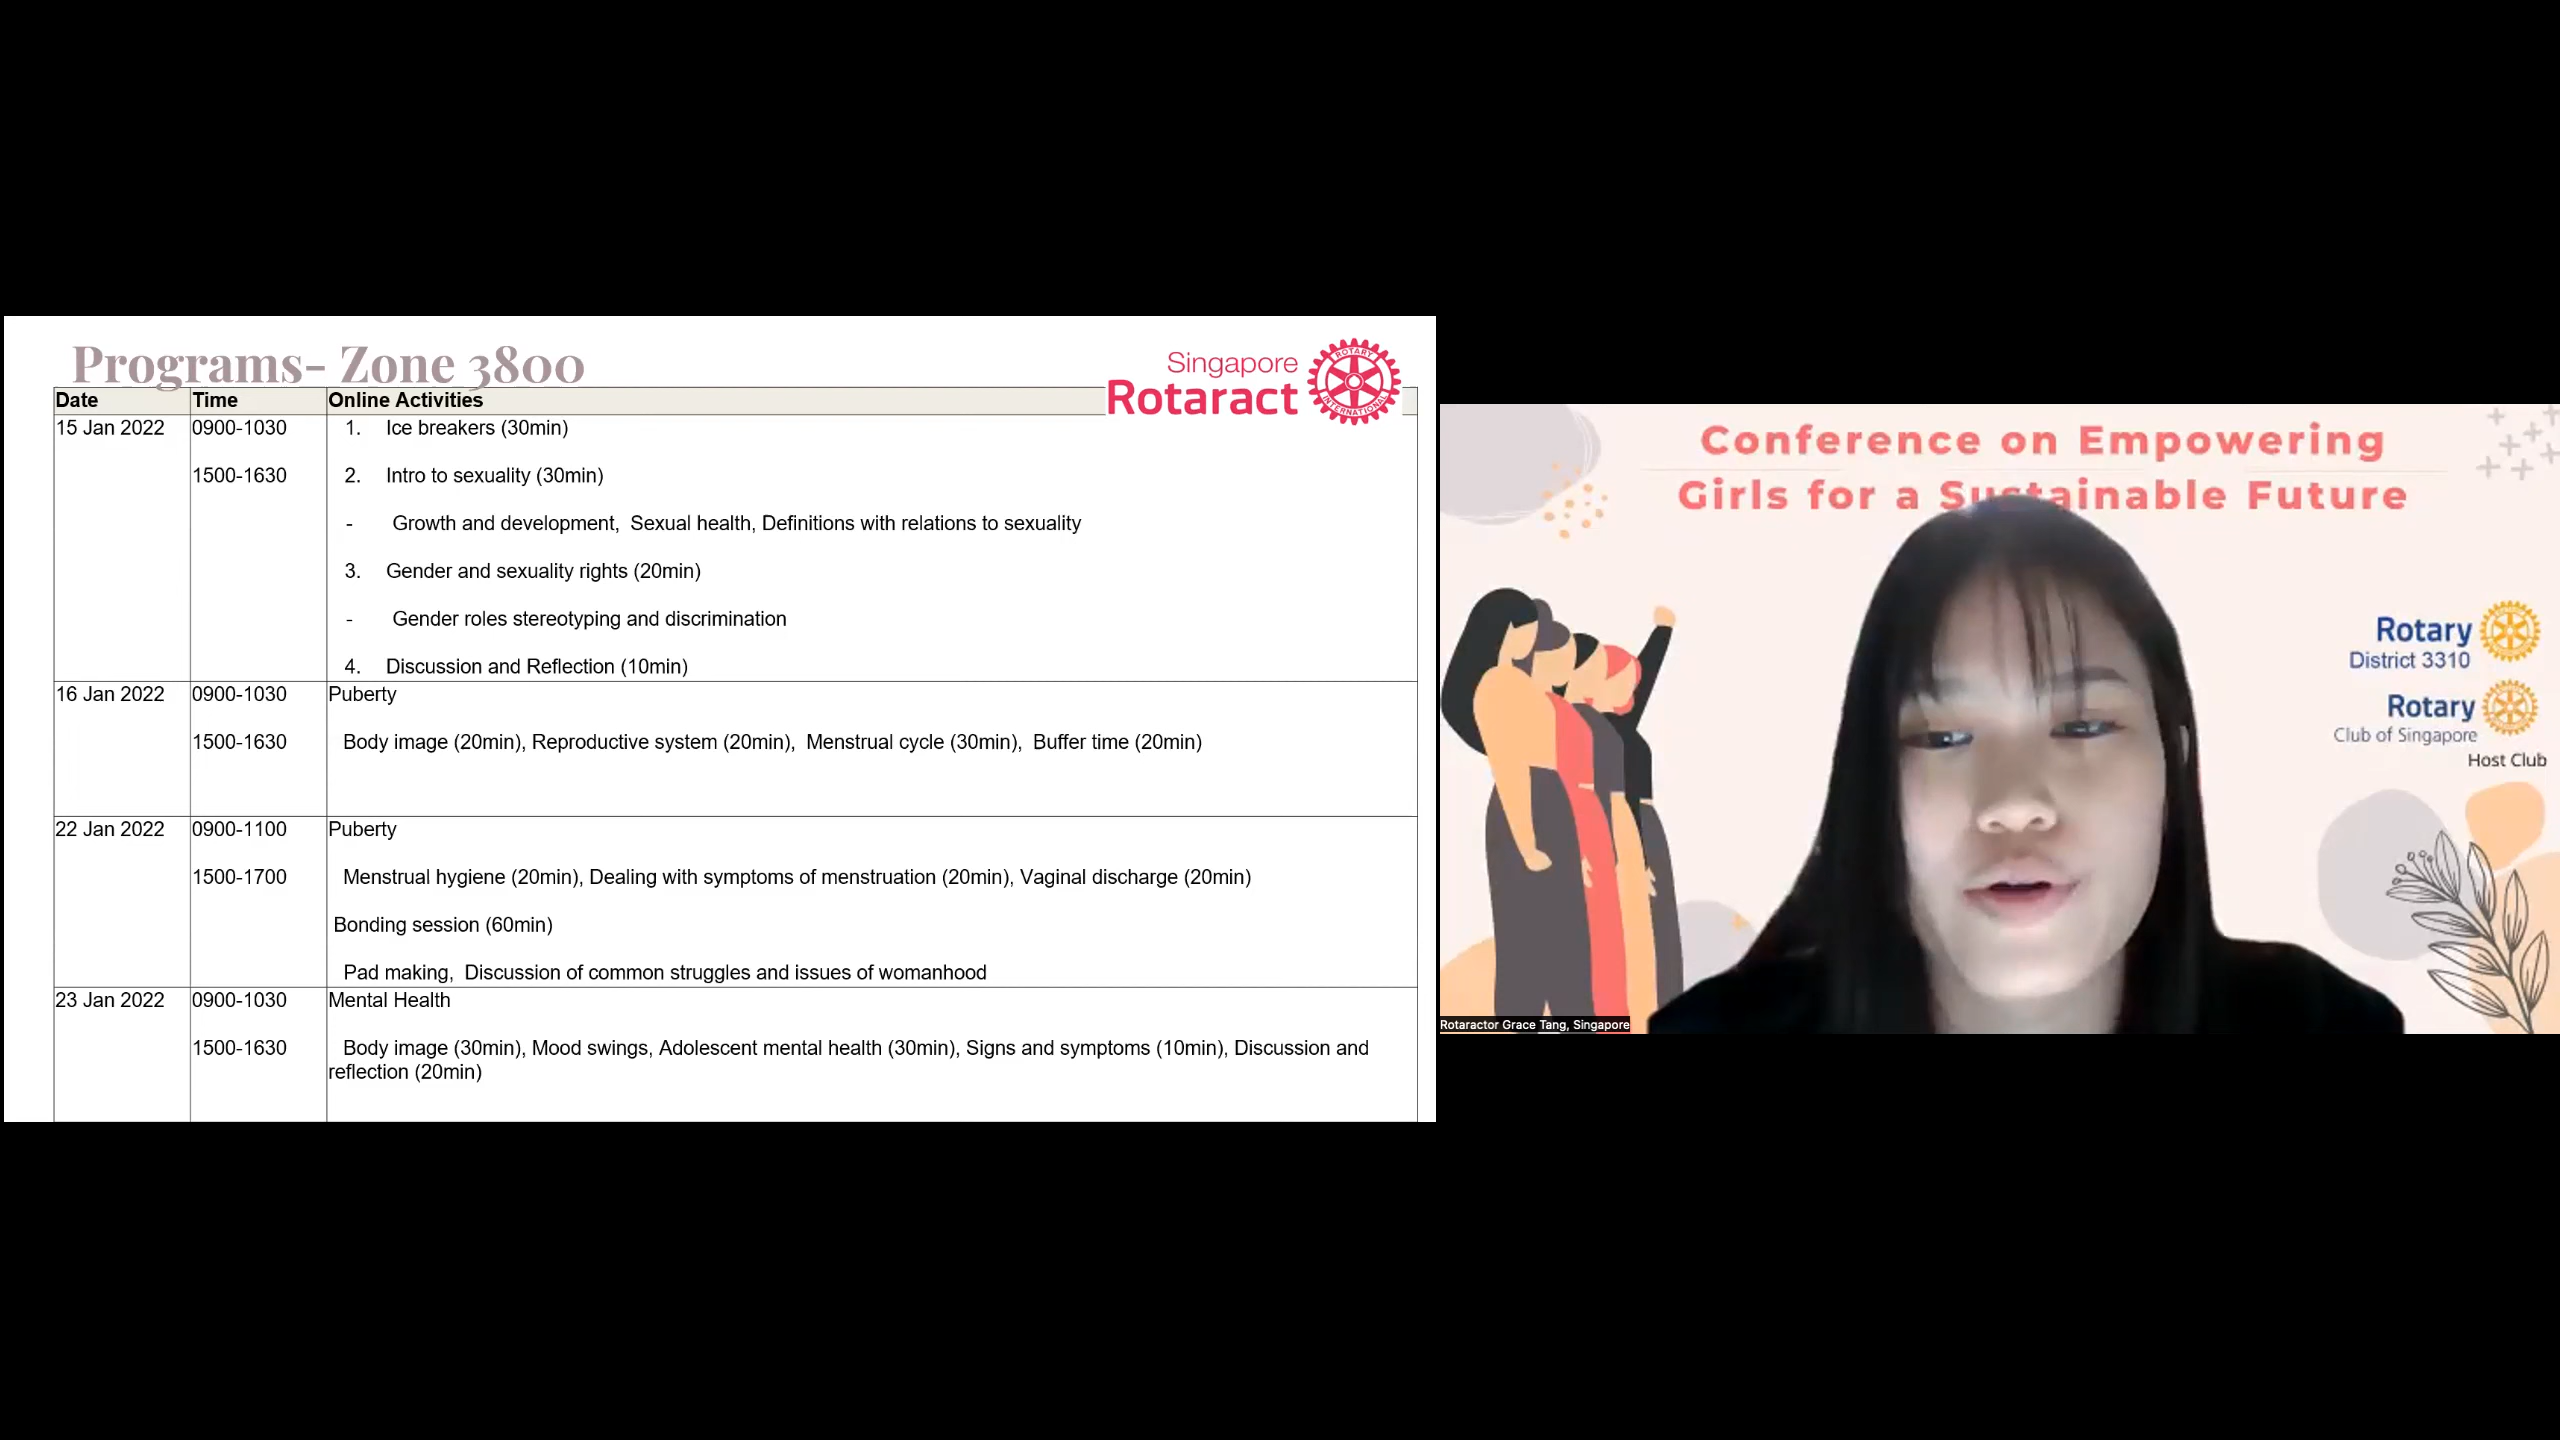 Programs- Zone 3800
Singapore
Rotaract
ROTARY
INTERNATIONAL
Date Time Online Activities
15 Jan 2022 0900-1030 1. Ice breakers (30min)
1500-1630 2. Intro to sexuality (30min)
- Growth and development, Sexual health, Definitions with relations to sexuality
3. Gender and sexuality rights (20min)
- Gender roles stereotyping and discrimination
4. Discussion and Reflection (10min)
16 Jan 2022 0900-1030 Puberty
1500-1630 Body image (20min), Reproductive system (20min), Menstrual cycle (30min), Buffer time (20min)
22 Jan 2022 0900-1100 Puberty
1500-1700 Menstrual hygiene (20min), Dealing with symptoms of menstruation (20min), Vaginal discharge (20min)
Bonding session (60min)
Pad making, Discussion of common struggles and issues of womanhood
23 Jan 2022 0900-1030 Mental Health
1500-1630 Body image (30min), Mood swings, Adolescent mental health (30min), Signs and symptoms (10min), Discussion and
reflection (20min)
Conference on Empowering
Girls for a Sustainable Future
Rotary
District 3310
Rotary
Club of Singapore
Host Club
Rotaractor Grace Tang, Singapore